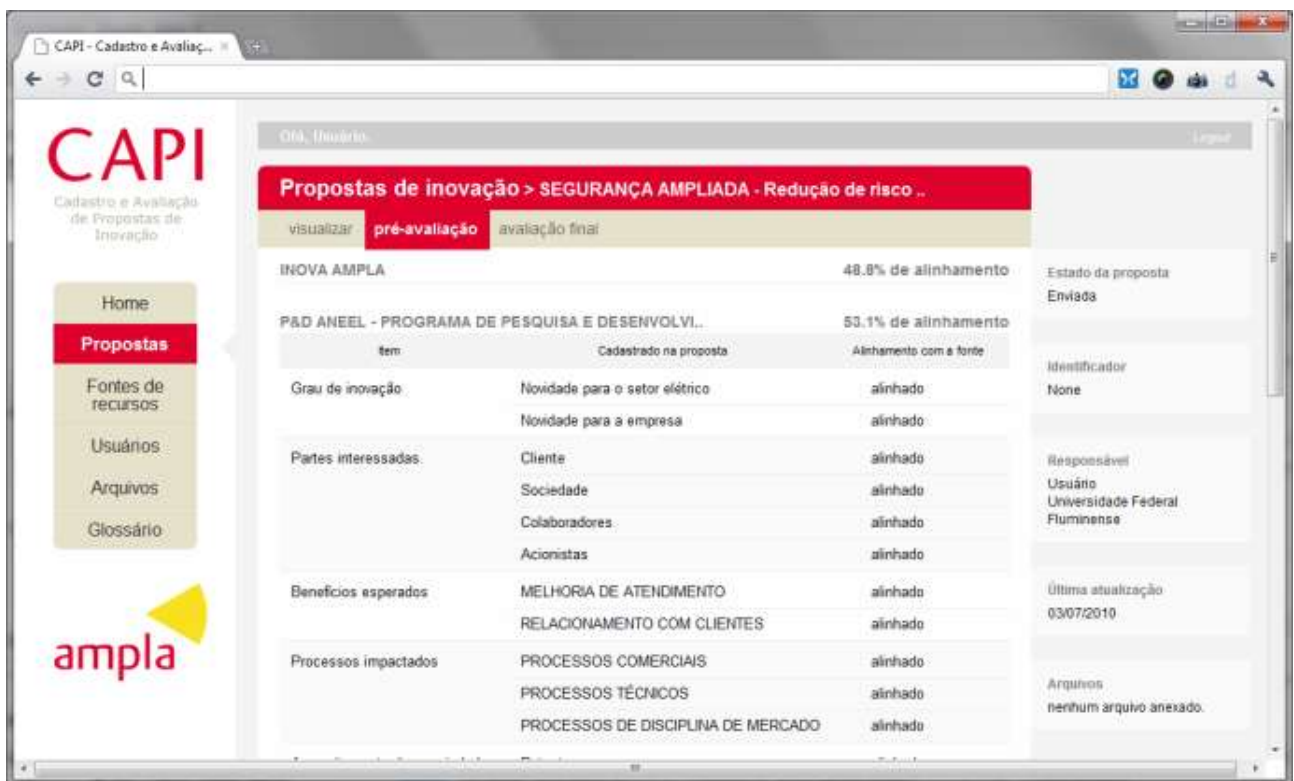 CAPI - Cadastro e Avaliaç...
CAPI
Cadastro e Avaliação
de Propostas de
Inovação
Home
Propostas
Fontes de
recursos
Usuários
Arquivos
Glossário
ampla
Olá, Usuário.
Logout
Propostas de inovação > SEGURANÇA AMPLIADA - Redução de risco ..
visualizar pré-avaliação avaliação final
INOVA AMPLA 48.8% de alinhamento
P&D ANEEL - PROGRAMA DE PESQUISA E DESENVOLVI.. 53.1% de alinhamento
Item Cadastrado na proposta Alinhamento com a fonte
Grau de inovação Novidade para o setor elétrico alinhado
Novidade para a empresa alinhado
Partes interessadas Cliente alinhado
Sociedade alinhado
Colaboradores alinhado
Acionistas alinhado
Benefícios esperados MELHORIA DE ATENDIMENTO alinhado
RELACIONAMENTO COM CLIENTES alinhado
Processos impactados PROCESSOS COMERCIAIS alinhado
PROCESSOS TÉCNICOS alinhado
PROCESSOS DE DISCIPLINA DE MERCADO alinhado
Estado da proposta
Enviada
Identificador
None
Responsável
Usuário
Universidade Federal
Fluminense
Última atualização
03/07/2010
Arquivos
nenhum arquivo anexado.